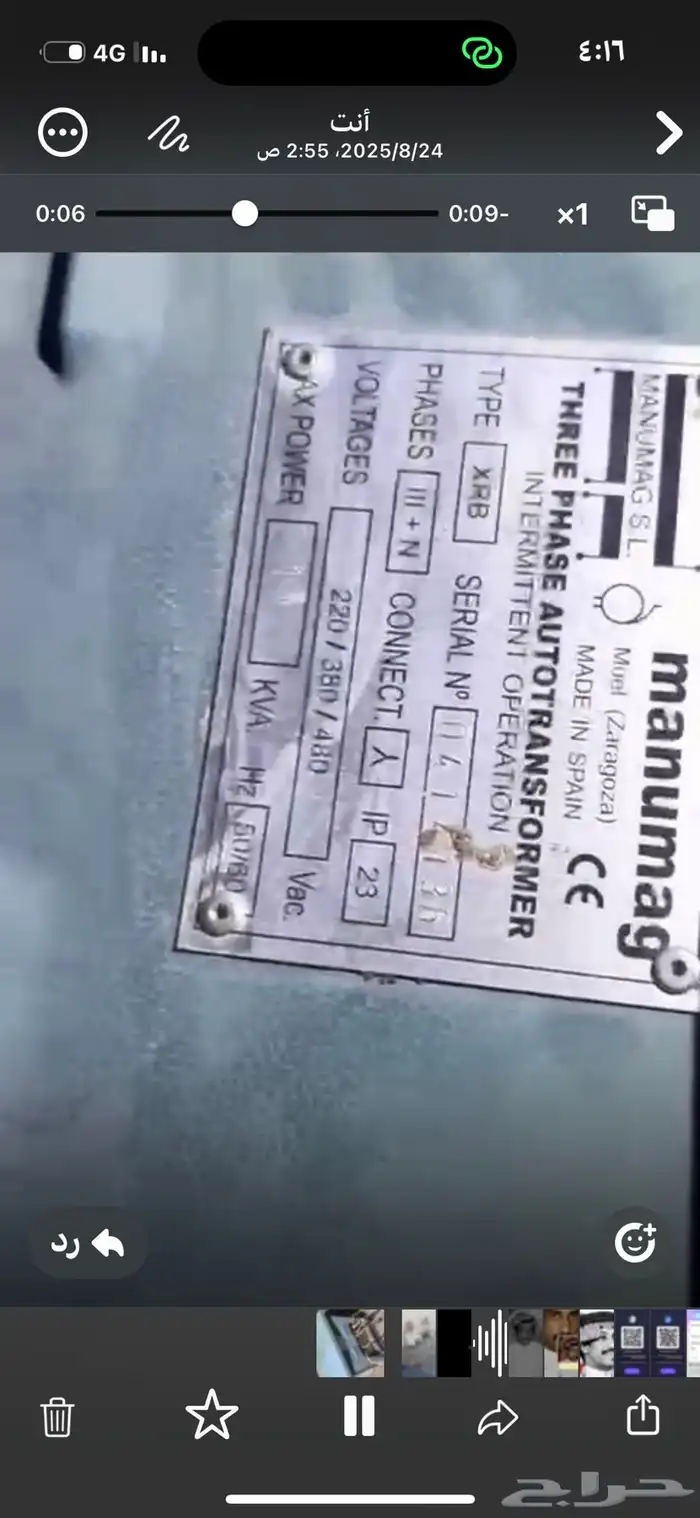 4G
٤:١٦
أنت
2025/8/24، 2:55 ص
0:06
0:09-
×1
manumag
MANUMAG S.L. Muel (Zaragoza)
MADE IN SPAIN CE
THREE PHASE AUTOTRANSFORMER
INTERMITTENT OPERATION
TYPE XRB SERIAL Nº
PHASES III + N CONNECT. IP 23
VOLTAGES 220 / 380 / 480 Vac.
AX POWER KVA. Hz 50/60
رد
حراج